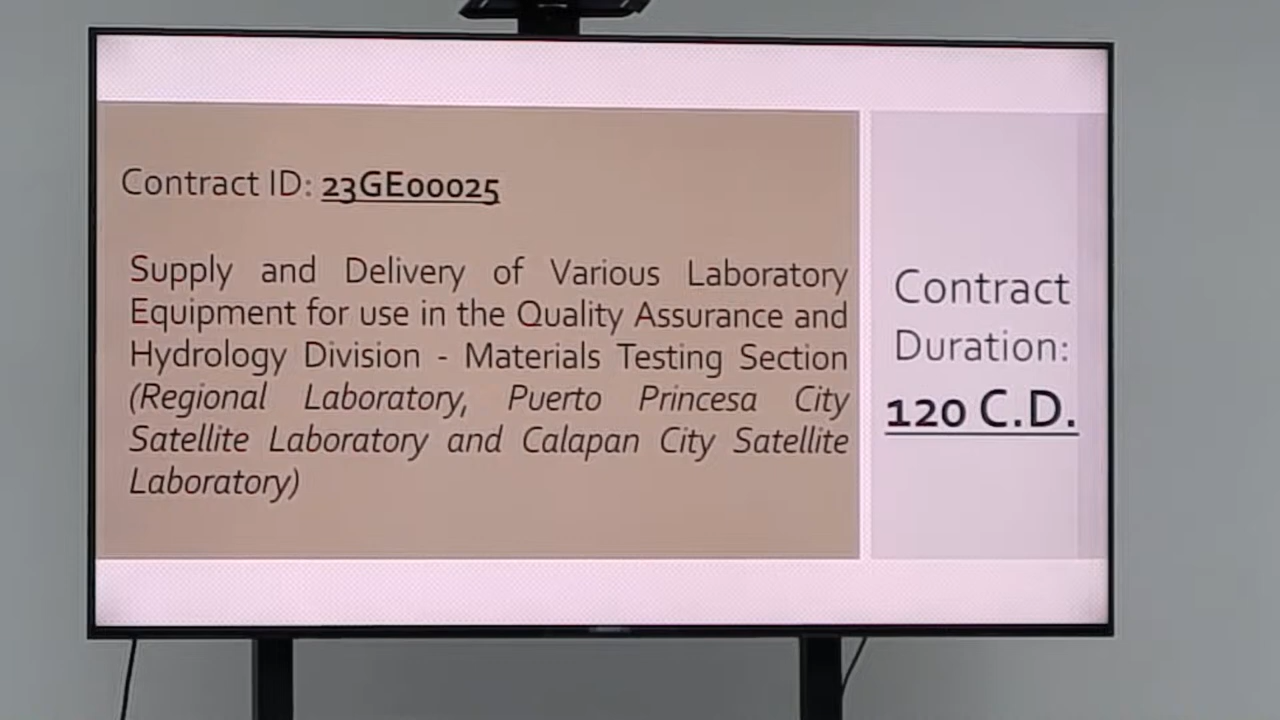 Contract ID: 23GE00025
Supply and Delivery of Various Laboratory
Equipment for use in the Quality Assurance and
Hydrology Division - Materials Testing Section
(Regional Laboratory, Puerto Princesa City
Satellite Laboratory and Calapan City Satellite
Laboratory)
Contract
Duration:
120 C.D.